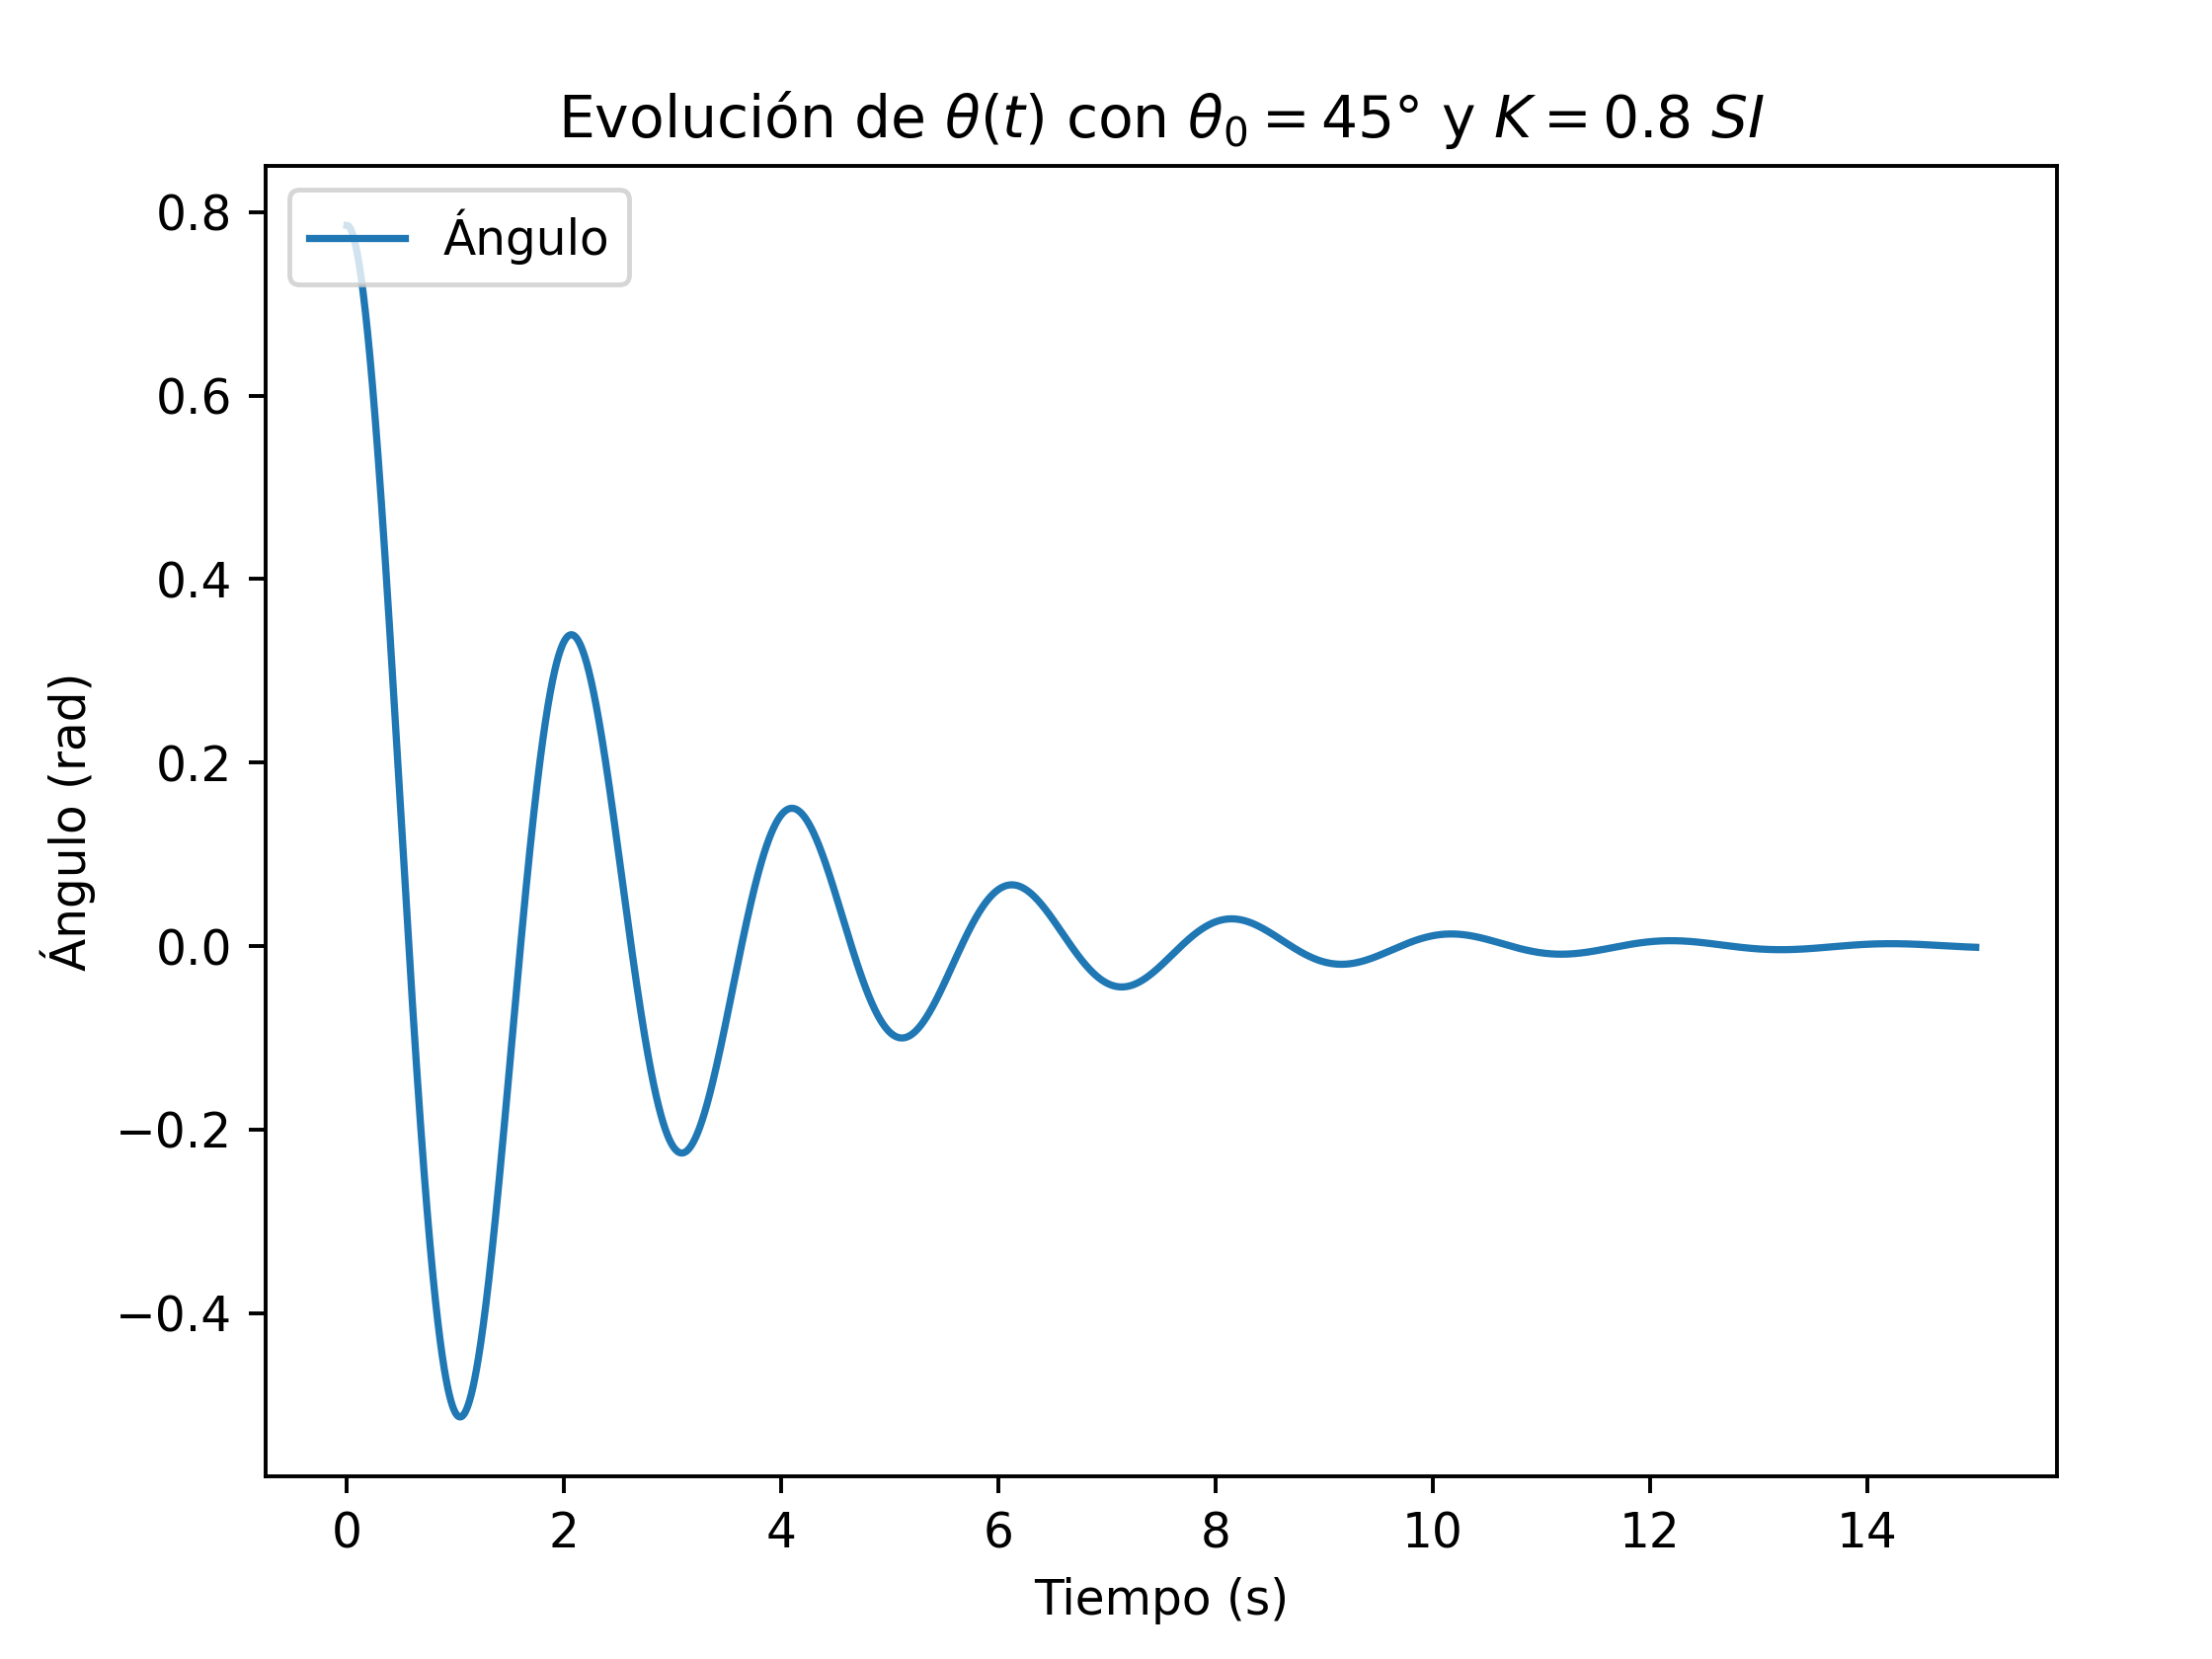 Evolución de θ(t) con θ₀ = 45° y K = 0.8 SI
Ángulo
0.8
0.6
0.4
0.2
0.0
−0.2
−0.4
Ángulo (rad)
0 2 4 6 8 10 12 14
Tiempo (s)